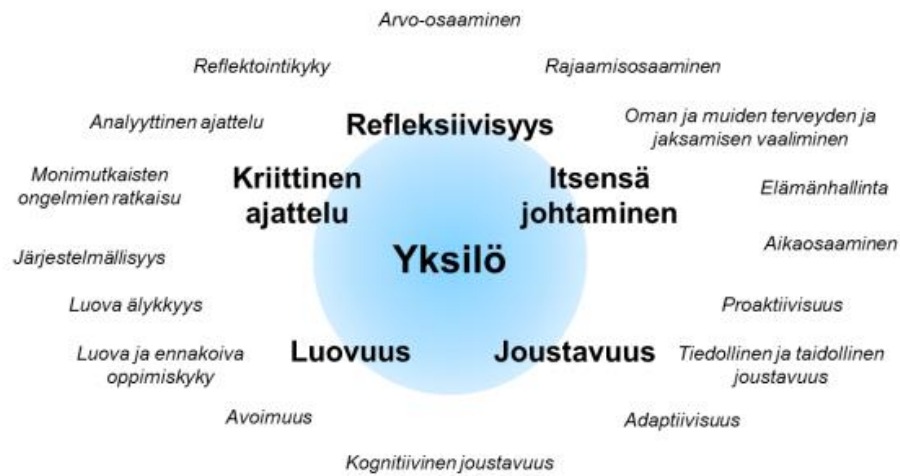 Arvo-osaaminen
Reflektointikyky
Rajaamisosaaminen
Analyyttinen ajattelu
Refleksiivisyys
Oman ja muiden terveyden ja
jaksamisen vaaliminen
Monimutkaisten
ongelmien ratkaisu
Kriittinen
ajattelu
Itsensä
johtaminen
Elämänhallinta
Järjestelmällisyys
Yksilö
Aikaosaaminen
Luova älykkyys
Proaktiivisuus
Luova ja ennakoiva
oppimiskyky
Luovuus
Joustavuus
Tiedollinen ja taidollinen
joustavuus
Avoimuus
Adaptiivisuus
Kognitiivinen joustavuus